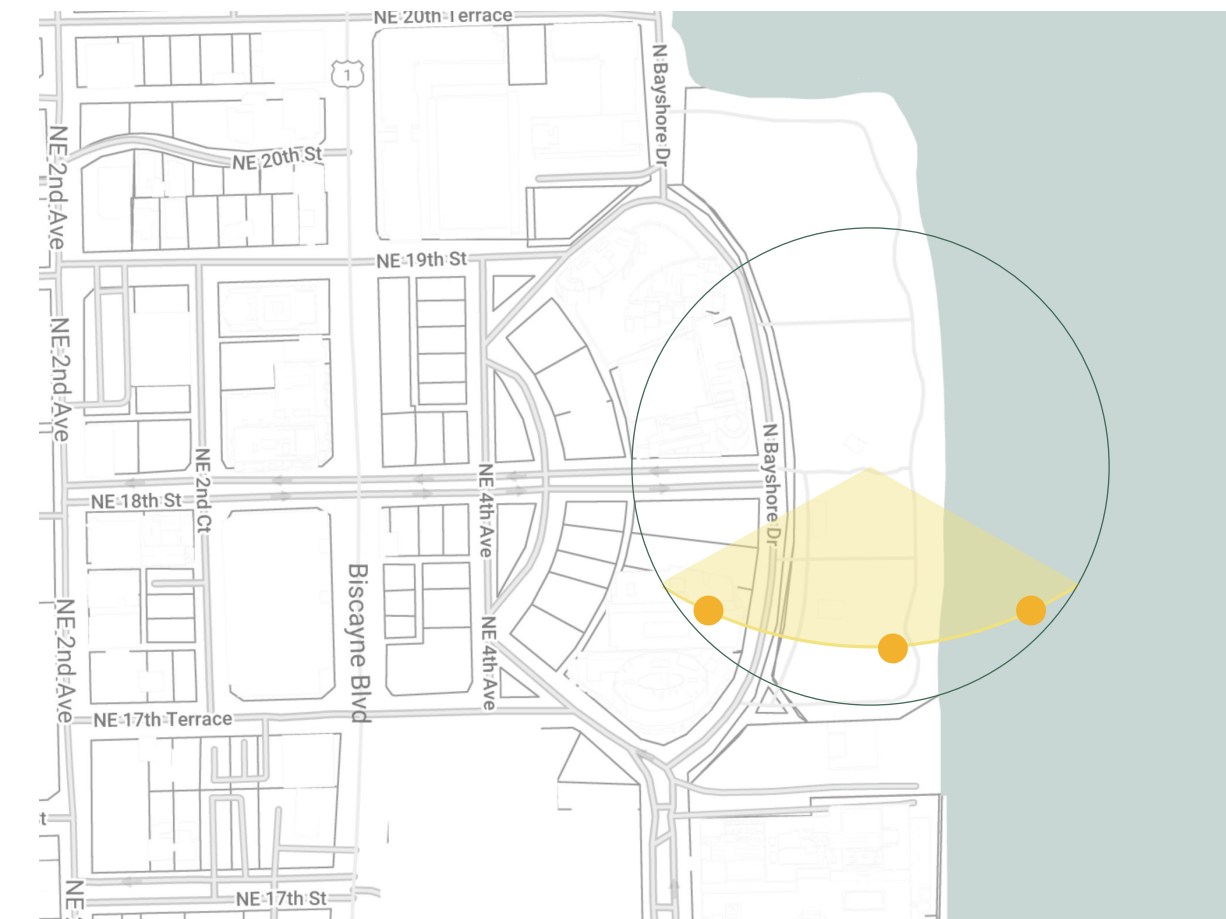 NE 20th Terrace
N Bayshore Dr
1
NE 2nd Ave
NE 20th St
NE 19th St
NE 2nd Ave
N Bayshore Dr
NE 2nd Ct
NE 4th Ave
NE 18th St
Biscayne Blvd
NE 2nd Ave
NE 4th Ave
NE 17th Terrace
t
NE
NE 17th St